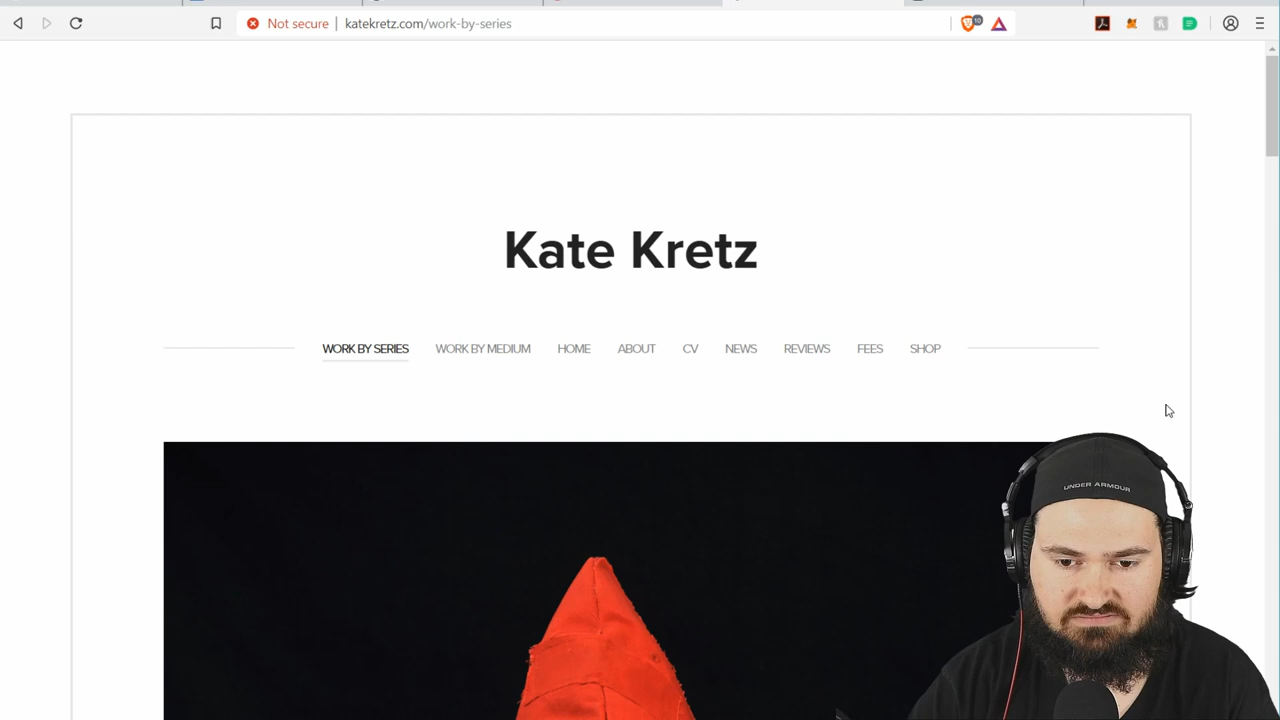 Not secure
katekretz.com/work-by-series
10
Kate Kretz
WORK BY SERIES WORK BY MEDIUM HOME ABOUT CV NEWS REVIEWS FEES SHOP
UNDER ARMOUR